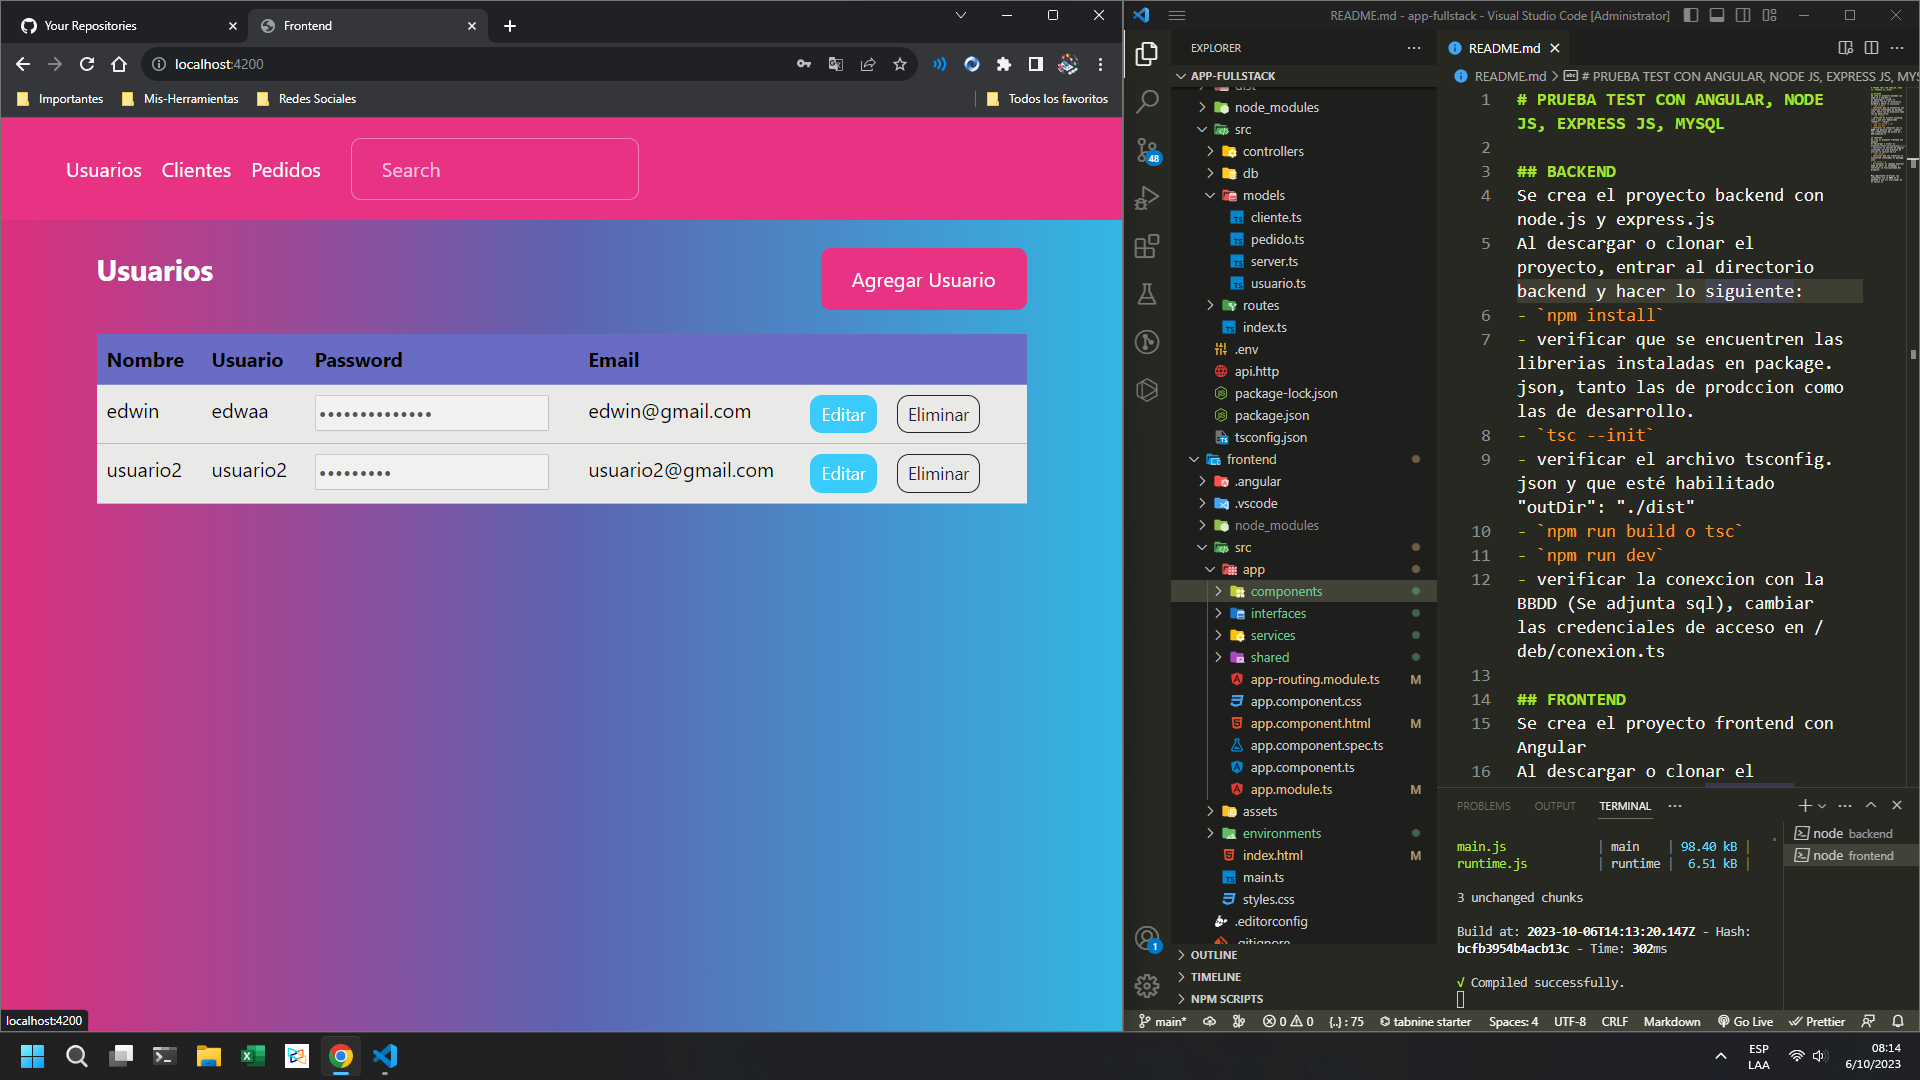 Your Repositories
Frontend
localhost:4200
Importantes
Mis-Herramientas
Redes Sociales
Todos los favoritos
Usuarios
Clientes
Pedidos
Search
Usuarios
Agregar Usuario
Nombre Usuario Password Email
edwin edwaa •••••••••••••• edwin@gmail.com Editar Eliminar
usuario2 usuario2 ••••••••• usuario2@gmail.com Editar Eliminar
localhost:4200
README.md - app-fullstack - Visual Studio Code [Administrator]
EXPLORER
APP-FULLSTACK
dist
node_modules
src
controllers
db
models
cliente.ts
pedido.ts
server.ts
usuario.ts
routes
index.ts
.env
api.http
package-lock.json
package.json
tsconfig.json
frontend
.angular
.vscode
node_modules
src
app
components
interfaces
services
shared
app-routing.module.ts M
app.component.css
app.component.html M
app.component.spec.ts
app.component.ts
app.module.ts M
assets
environments
index.html M
main.ts
styles.css
.editorconfig
.gitignore
OUTLINE
TIMELINE
NPM SCRIPTS
48
1
README.md
README.md > # PRUEBA TEST CON ANGULAR, NODE JS, EXPRESS JS, MYS
1 # PRUEBA TEST CON ANGULAR, NODE
JS, EXPRESS JS, MYSQL
2
3 ## BACKEND
4 Se crea el proyecto backend con
node.js y express.js
5 Al descargar o clonar el
proyecto, entrar al directorio
backend y hacer lo siguiente:
6 - `npm install`
7 - verificar que se encuentren las
librerias instaladas en package.
json, tanto las de prodccion como
las de desarrollo.
8 - `tsc --init`
9 - verificar el archivo tsconfig.
json y que esté habilitado
"outDir": "./dist"
10 - `npm run build o tsc`
11 - `npm run dev`
12 - verificar la conexcion con la
BBDD (Se adjunta sql), cambiar
las credenciales de acceso en /
deb/conexion.ts
13
14 ## FRONTEND
15 Se crea el proyecto frontend con
Angular
16 Al descargar o clonar el
PROBLEMS OUTPUT TERMINAL
main.js | main | 98.40 kB |
runtime.js | runtime | 6.51 kB |
3 unchanged chunks
Build at: 2023-10-06T14:13:20.147Z - Hash:
bcfb3954b4acb13c - Time: 302ms
√ Compiled successfully.
node backend
node frontend
main* 0 0 {..} : 75 tabnine starter Spaces: 4 UTF-8 CRLF Markdown Go Live Prettier
ESP
LAA
08:14
6/10/2023